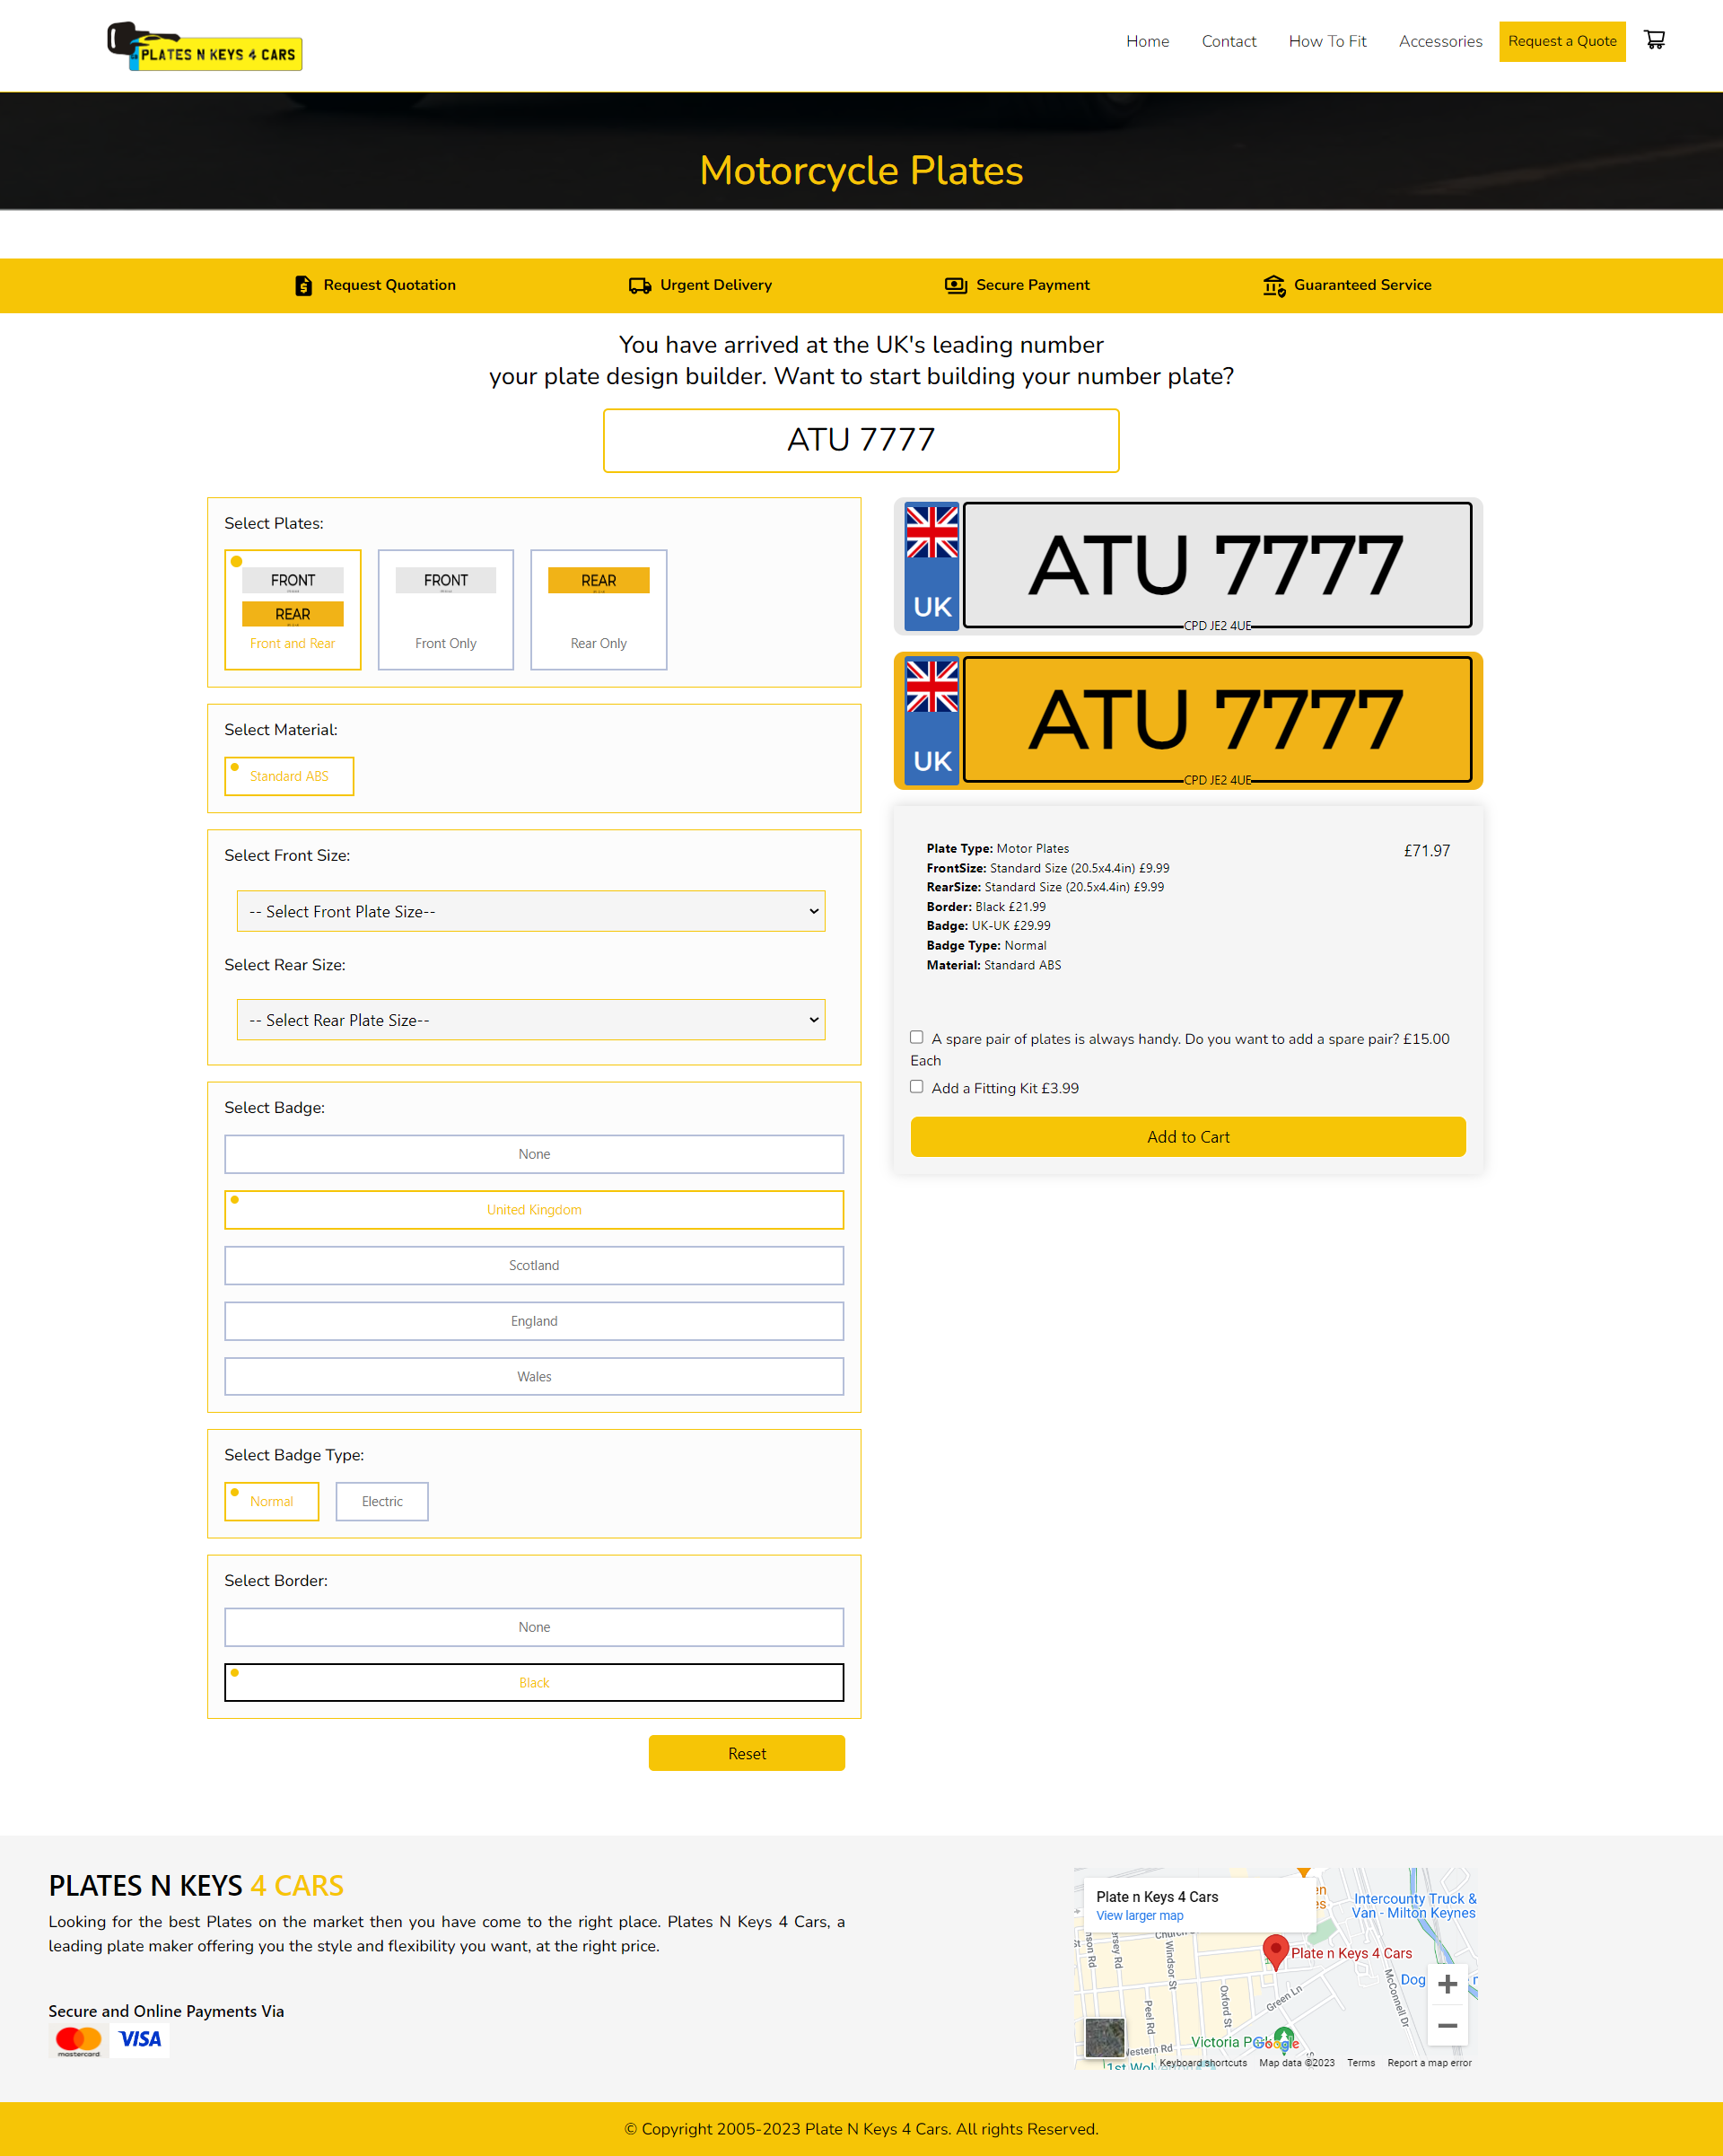 PLATES N KEYS 4 CARS
Home Contact How To Fit Accessories Request a Quote
Motorcycle Plates
Request Quotation Urgent Delivery Secure Payment Guaranteed Service
You have arrived at the UK's leading number
your plate design builder. Want to start building your number plate?
ATU 7777
Select Plates:
FRONT
REAR
Front and Rear
FRONT
Front Only
REAR
Rear Only
Select Material:
Standard ABS
Select Front Size:
-- Select Front Plate Size--
Select Rear Size:
-- Select Rear Plate Size--
Select Badge:
None
United Kingdom
Scotland
England
Wales
Select Badge Type:
Normal Electric
Select Border:
None
Black
Reset
UK ATU 7777
CPD JE2 4UE
UK ATU 7777
CPD JE2 4UE
Plate Type: Motor Plates £71.97
FrontSize: Standard Size (20.5x4.4in) £9.99
RearSize: Standard Size (20.5x4.4in) £9.99
Border: Black £21.99
Badge: UK-UK £29.99
Badge Type: Normal
Material: Standard ABS
A spare pair of plates is always handy. Do you want to add a spare pair? £15.00
Each
Add a Fitting Kit £3.99
Add to Cart
PLATES N KEYS 4 CARS
Looking for the best Plates on the market then you have come to the right place. Plates N Keys 4 Cars, a
leading plate maker offering you the style and flexibility you want, at the right price.
Secure and Online Payments Via
mastercard VISA
Plate n Keys 4 Cars
View larger map
Intercounty Truck &
Van - Milton Keynes
Plate n Keys 4 Cars
Windsor St
Oxford St
Peel Rd
Green Ln
McConnell Dr
Victoria
Google
Keyboard shortcuts Map data ©2023 Terms Report a map error
© Copyright 2005-2023 Plate N Keys 4 Cars. All rights Reserved.